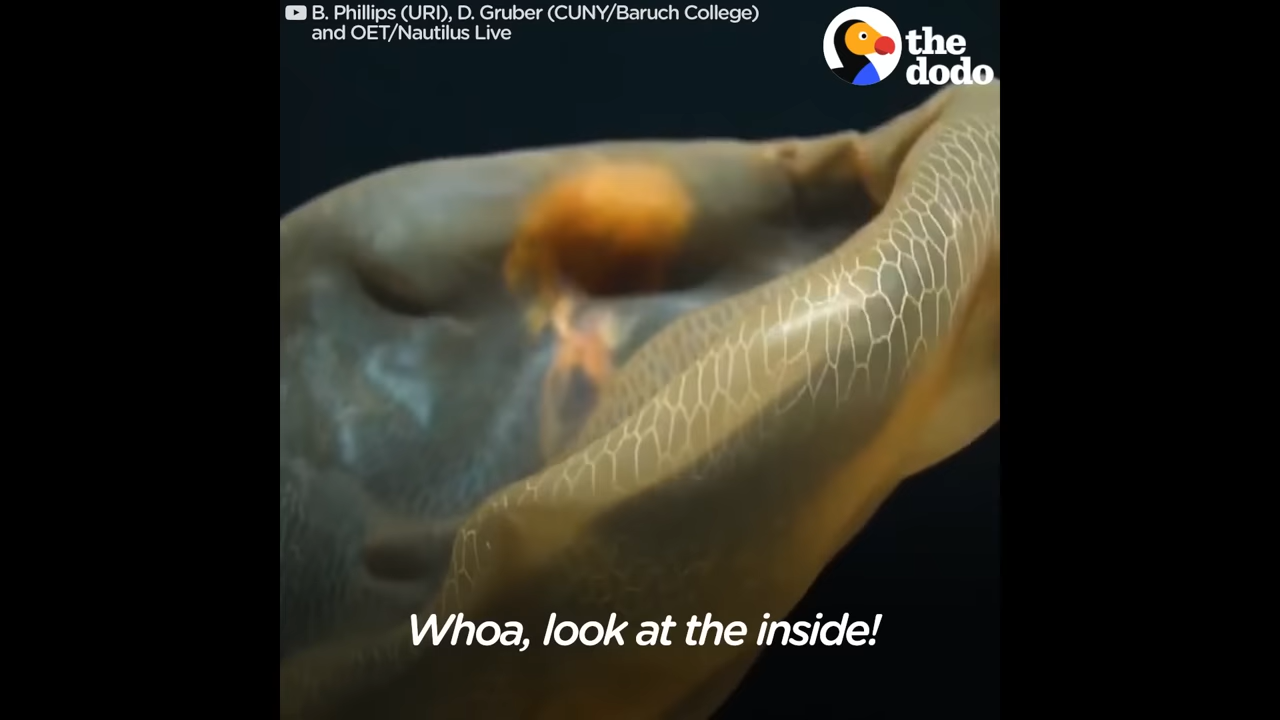 B. Phillips (URI), D. Gruber (CUNY/Baruch College)
and OET/Nautilus Live
the
dodo
Whoa, look at the inside!